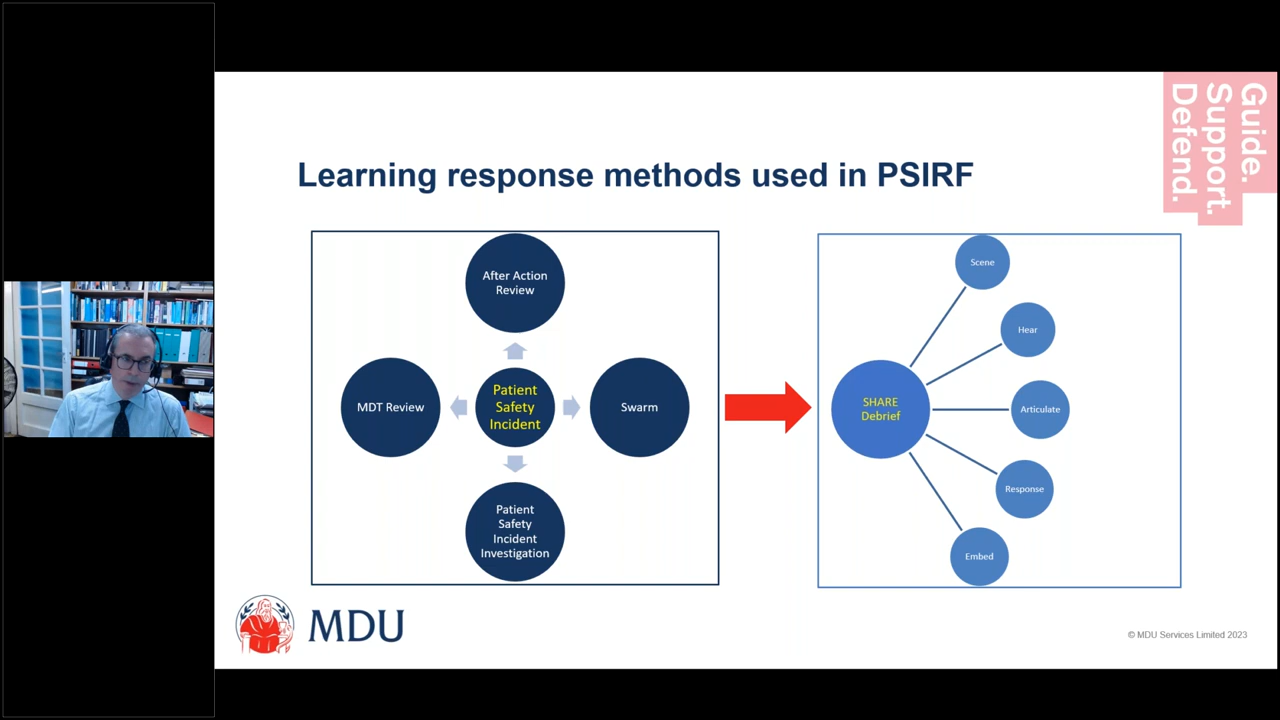 Guide.
Support.
Defend.
Learning response methods used in PSIRF
After Action
Review
MDT Review
Patient
Safety
Incident
Swarm
Patient
Safety
Incident
Investigation
SHARE
Debrief
Scene
Hear
Articulate
Response
Embed
MDU
© MDU Services Limited 2023